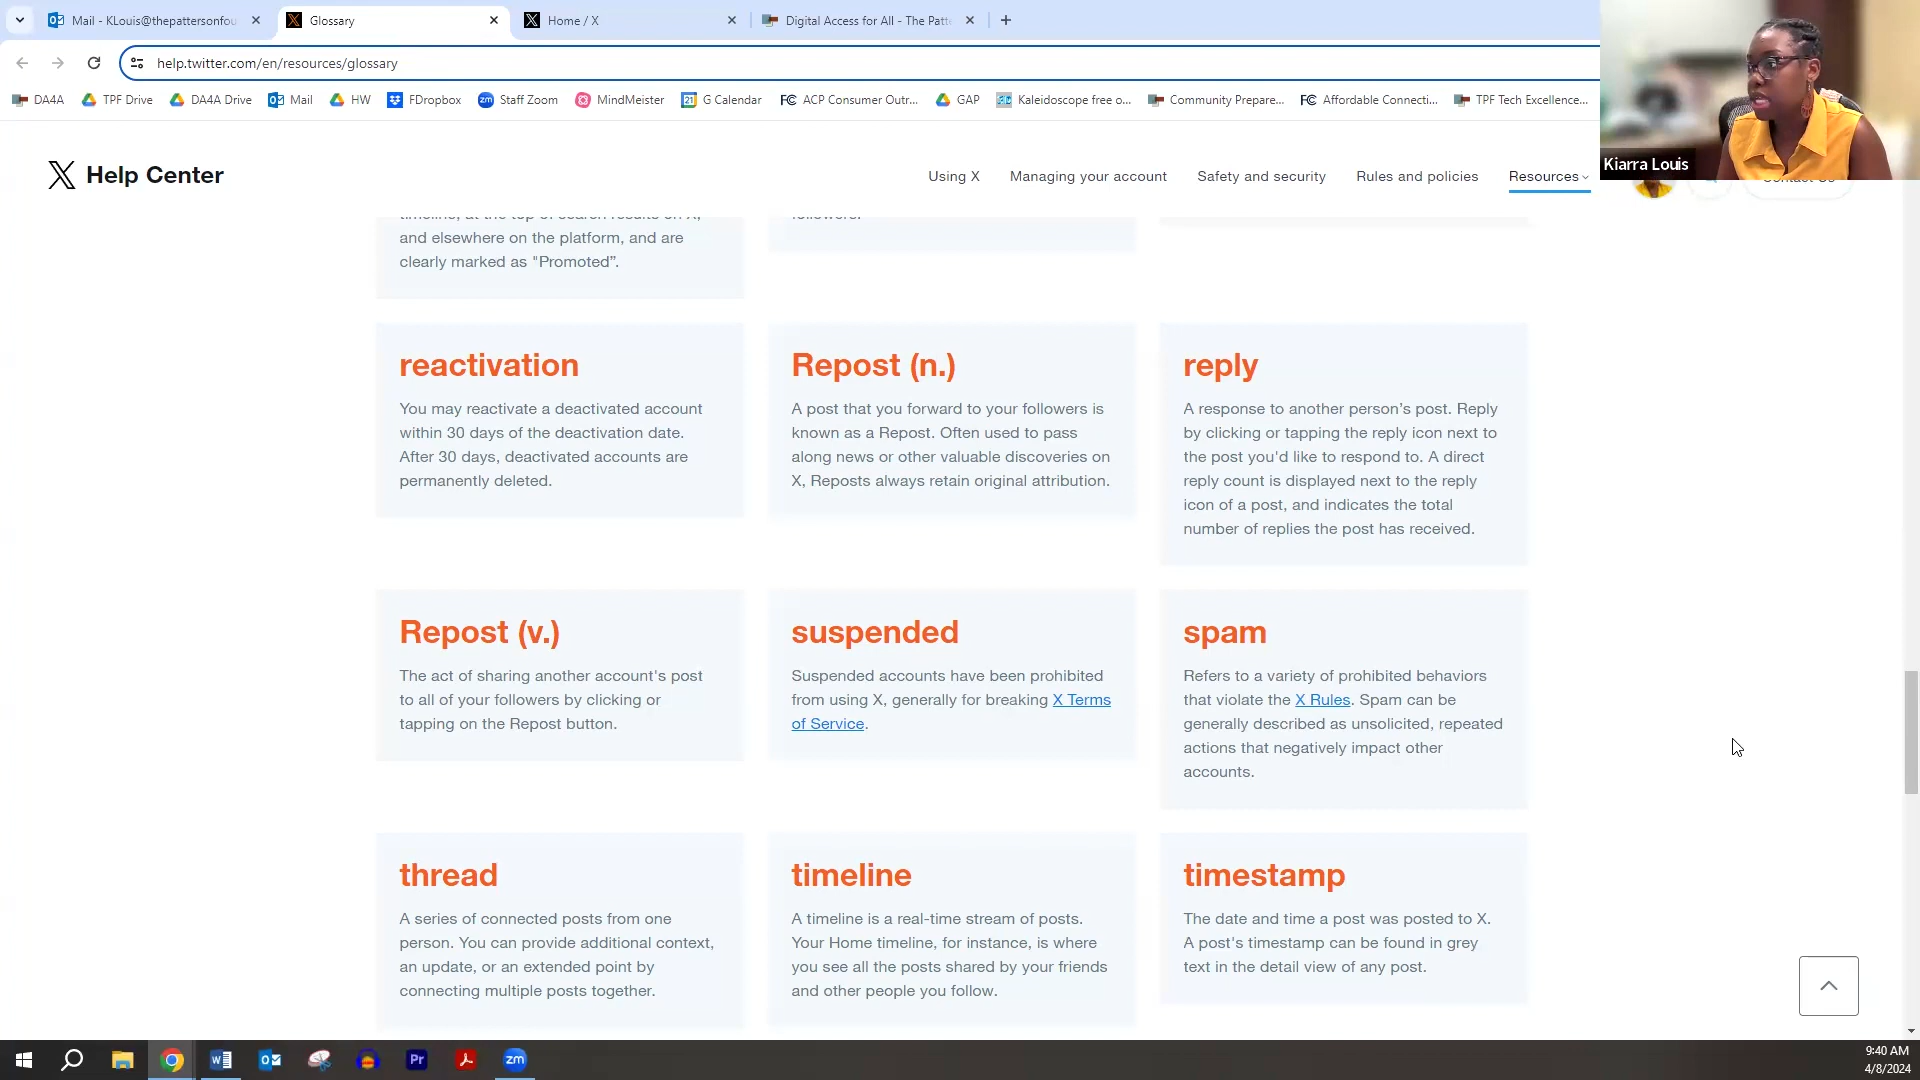 Mail - KLouis@thepattersonfou
Glossary
Home / X
Digital Access for All - The Patte
help.twitter.com/en/resources/glossary
DA4A
TPF Drive
DA4A Drive
Mail
HW
FDropbox
Staff Zoom
MindMeister
G Calendar
ACP Consumer Outr...
GAP
Kaleidoscope free o...
Community Prepare...
Affordable Connecti...
TPF Tech Excellence...
Kiarra Louis
Help Center
Using X
Managing your account
Safety and security
Rules and policies
Resources
Contact Us
timeline, at the top of search results on X,
and elsewhere on the platform, and are
clearly marked as "Promoted”.
followers.
reactivation
You may reactivate a deactivated account
within 30 days of the deactivation date.
After 30 days, deactivated accounts are
permanently deleted.
Repost (n.)
A post that you forward to your followers is
known as a Repost. Often used to pass
along news or other valuable discoveries on
X, Reposts always retain original attribution.
reply
A response to another person’s post. Reply
by clicking or tapping the reply icon next to
the post you'd like to respond to. A direct
reply count is displayed next to the reply
icon of a post, and indicates the total
number of replies the post has received.
Repost (v.)
The act of sharing another account's post
to all of your followers by clicking or
tapping on the Repost button.
suspended
Suspended accounts have been prohibited
from using X, generally for breaking X Terms
of Service.
spam
Refers to a variety of prohibited behaviors
that violate the X Rules. Spam can be
generally described as unsolicited, repeated
actions that negatively impact other
accounts.
thread
A series of connected posts from one
person. You can provide additional context,
an update, or an extended point by
connecting multiple posts together.
timeline
A timeline is a real-time stream of posts.
Your Home timeline, for instance, is where
you see all the posts shared by your friends
and other people you follow.
timestamp
The date and time a post was posted to X.
A post's timestamp can be found in grey
text in the detail view of any post.
Pr
zm
9:40 AM
4/8/2024